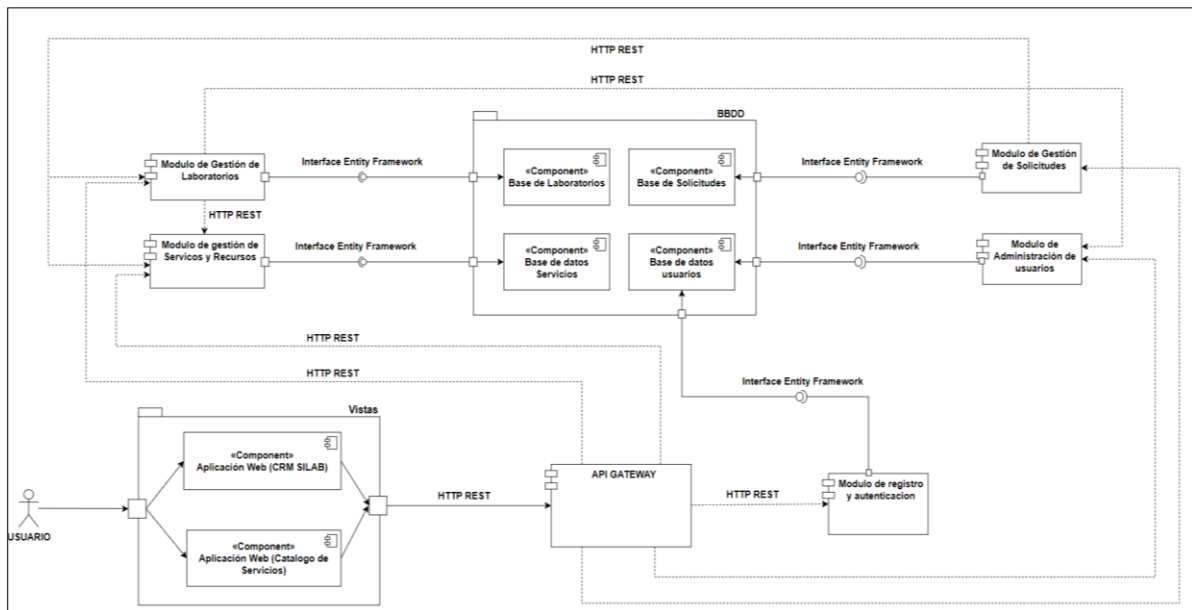 HTTP REST
HTTP REST
BBDD
Modulo de Gestión de
Laboratorios
Interface Entity Framework
«Component»
Base de Laboratorios
«Component»
Base de Solicitudes
Interface Entity Framework
Modulo de Gestión
de Solicitudes
HTTP REST
Modulo de gestión de
Servicos y Recursos
Interface Entity Framework
«Component»
Base de datos
Servicios
«Component»
Base de datos
usuarios
Interface Entity Framework
Modulo de
Administración de
usuarios
HTTP REST
HTTP REST
Interface Entity Framework
Vistas
«Component»
Aplicación Web (CRM SILAB)
API GATEWAY
HTTP REST
HTTP REST
Modulo de registro
y autenticacion
USUARIO
«Component»
Aplicación Web (Catalogo de
Servicios)